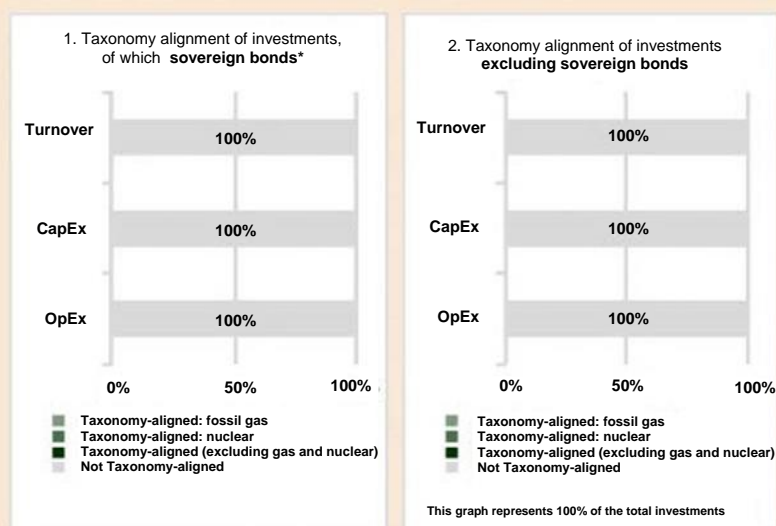 1. Taxonomy alignment of investments,
of which sovereign bonds*
Turnover
100%
CapEx
100%
OpEx
100%
0% 50% 100%
Taxonomy-aligned: fossil gas
Taxonomy-aligned: nuclear
Taxonomy-aligned (excluding gas and nuclear)
Not Taxonomy-aligned
2. Taxonomy alignment of investments
excluding sovereign bonds
Turnover
100%
CapEx
100%
OpEx
100%
0% 50% 100%
Taxonomy-aligned: fossil gas
Taxonomy-aligned: nuclear
Taxonomy-aligned (excluding gas and nuclear)
Not Taxonomy-aligned
This graph represents 100% of the total investments